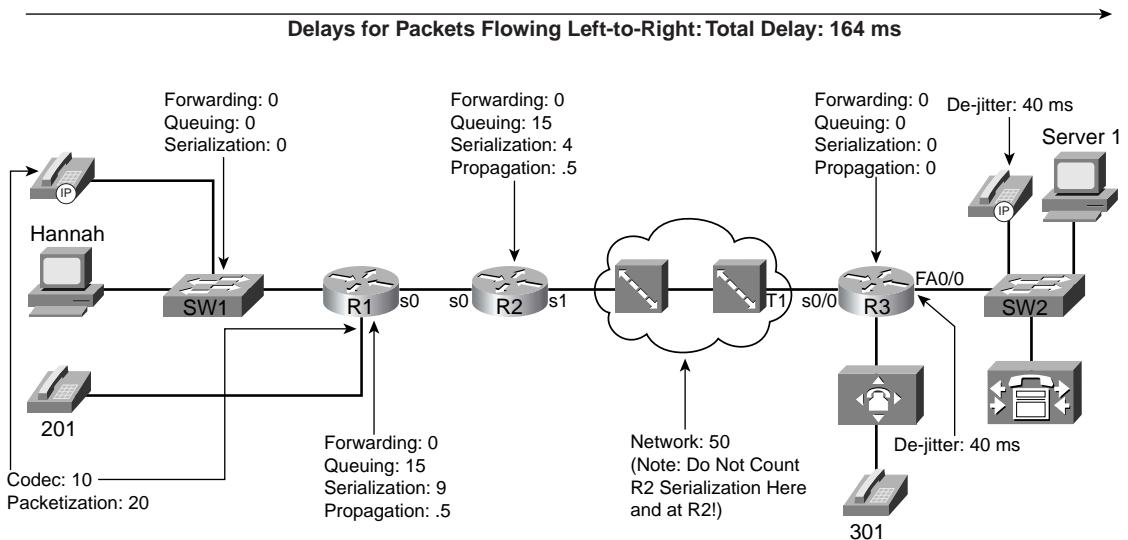 Delays for Packets Flowing Left-to-Right: Total Delay: 164 ms
Forwarding: 0
Queuing: 0
Serialization: 0
Forwarding: 0
Queuing: 15
Serialization: 4
Propagation: .5
Forwarding: 0
Queuing: 0
Serialization: 0
Propagation: 0
De-jitter: 40 ms
Server 1
IP
IP
Hannah
SW1
R1
s0
s0
R2
s1
T1
s0/0
R3
FA0/0
SW2
201
Codec: 10
Packetization: 20
Forwarding: 0
Queuing: 15
Serialization: 9
Propagation: .5
Network: 50
(Note: Do Not Count
R2 Serialization Here
and at R2!)
De-jitter: 40 ms
301